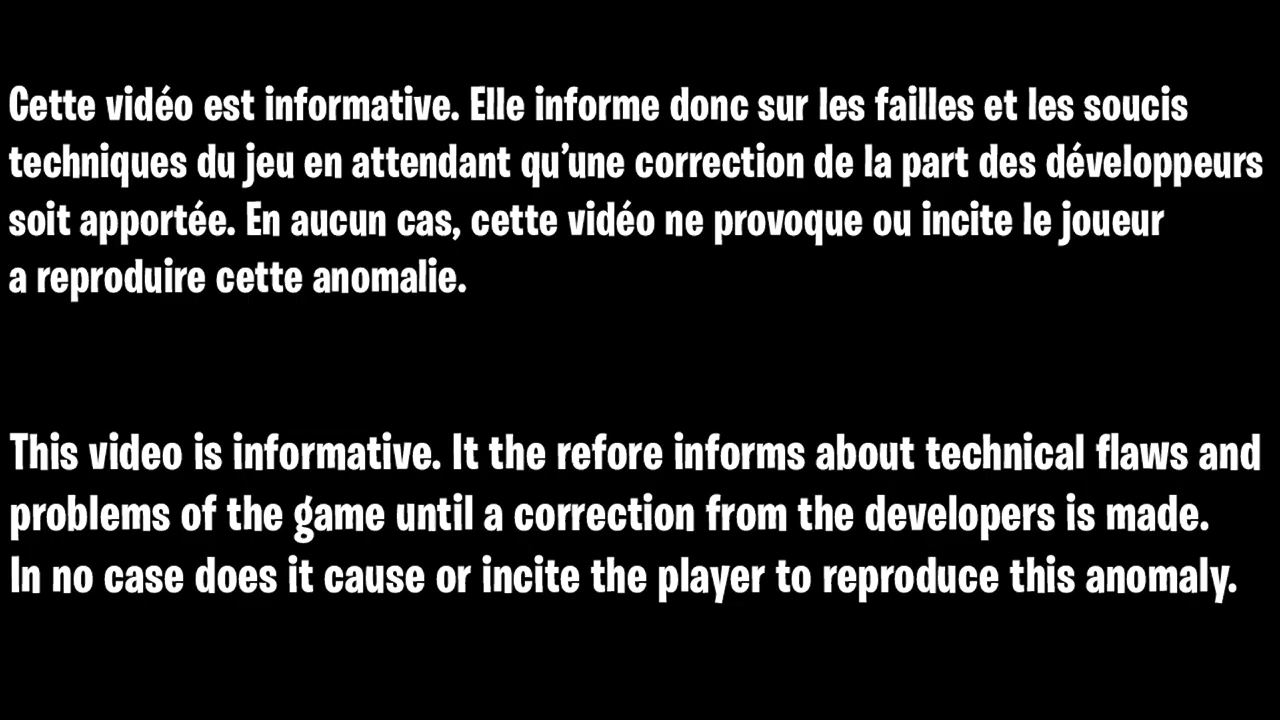 Cette vidéo est informative. Elle informe donc sur les failles et les soucis
techniques du jeu en attendant qu’une correction de la part des développeurs
soit apportée. En aucun cas, cette vidéo ne provoque ou incite le joueur
a reproduire cette anomalie.
This video is informative. It the refore informs about technical flaws and
problems of the game until a correction from the developers is made.
In no case does it cause or incite the player to reproduce this anomaly.